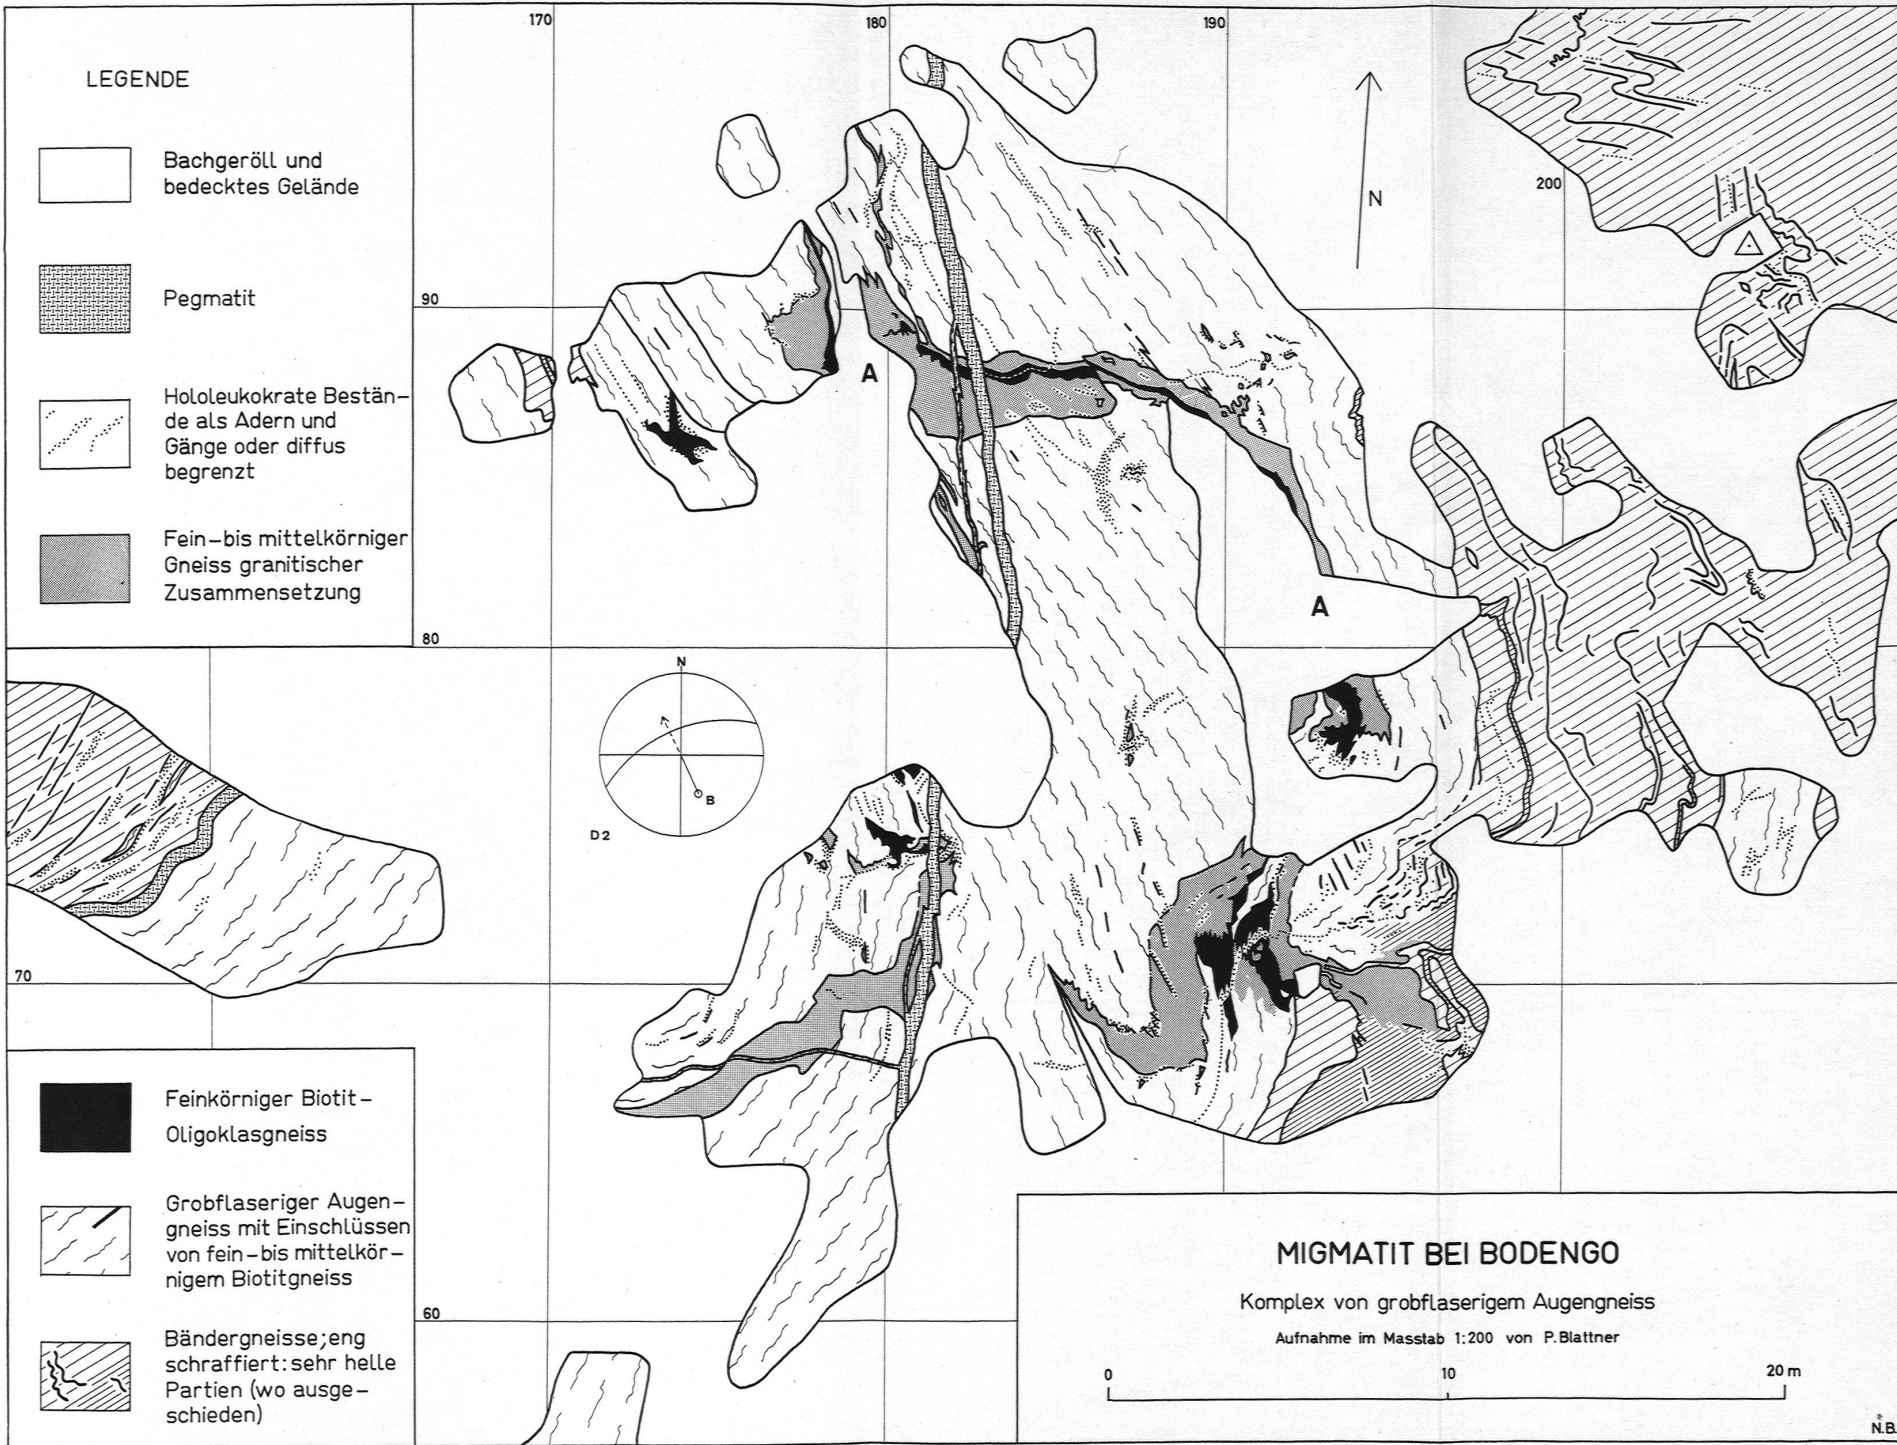 170
180
190
LEGENDE
Bachgeröll und
bedecktes Gelände
200
N
90
Pegmatit
A
Hololeukokrate Bestän-
de als Adern und
Gänge oder diffus
begrenzt
Fein-bis mittelkörniger
Gneiss granitischer
Zusammensetzung
A
80
N
B
D2
70
Feinkörniger Biotit-
Oligoklasgneiss
Grobflaseriger Augen-
gneiss mit Einschlüssen
von fein-bis mittelkör-
nigem Biotitgneiss
60
Bändergneisse; eng
schraffiert: sehr helle
Partien (wo ausge-
schieden)
MIGMATIT BEI BODENGO
Komplex von grobflaserigem Augengneiss
Aufnahme im Masstab 1:200 von P. Blattner
0 10 20 m
N.B.